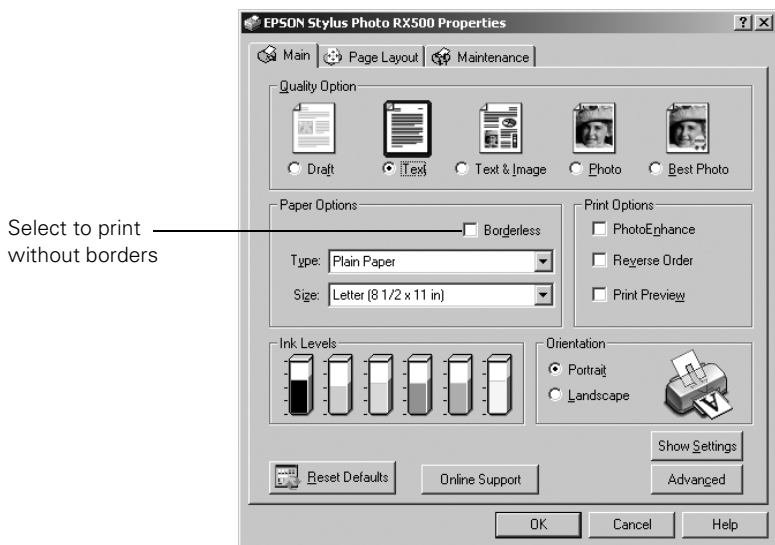 EPSON Stylus Photo RX500 Properties
Main Page Layout Maintenance
Quality Option
Draft Text Text & Image Photo Best Photo
Select to print
without borders
Paper Options
Borderless
Type: Plain Paper
Size: Letter (8 1/2 x 11 in)
Print Options
PhotoEnhance
Reverse Order
Print Preview
Ink Levels
Orientation
Portrait
Landscape
A
Show Settings
Reset Defaults Online Support Advanced
OK Cancel Help